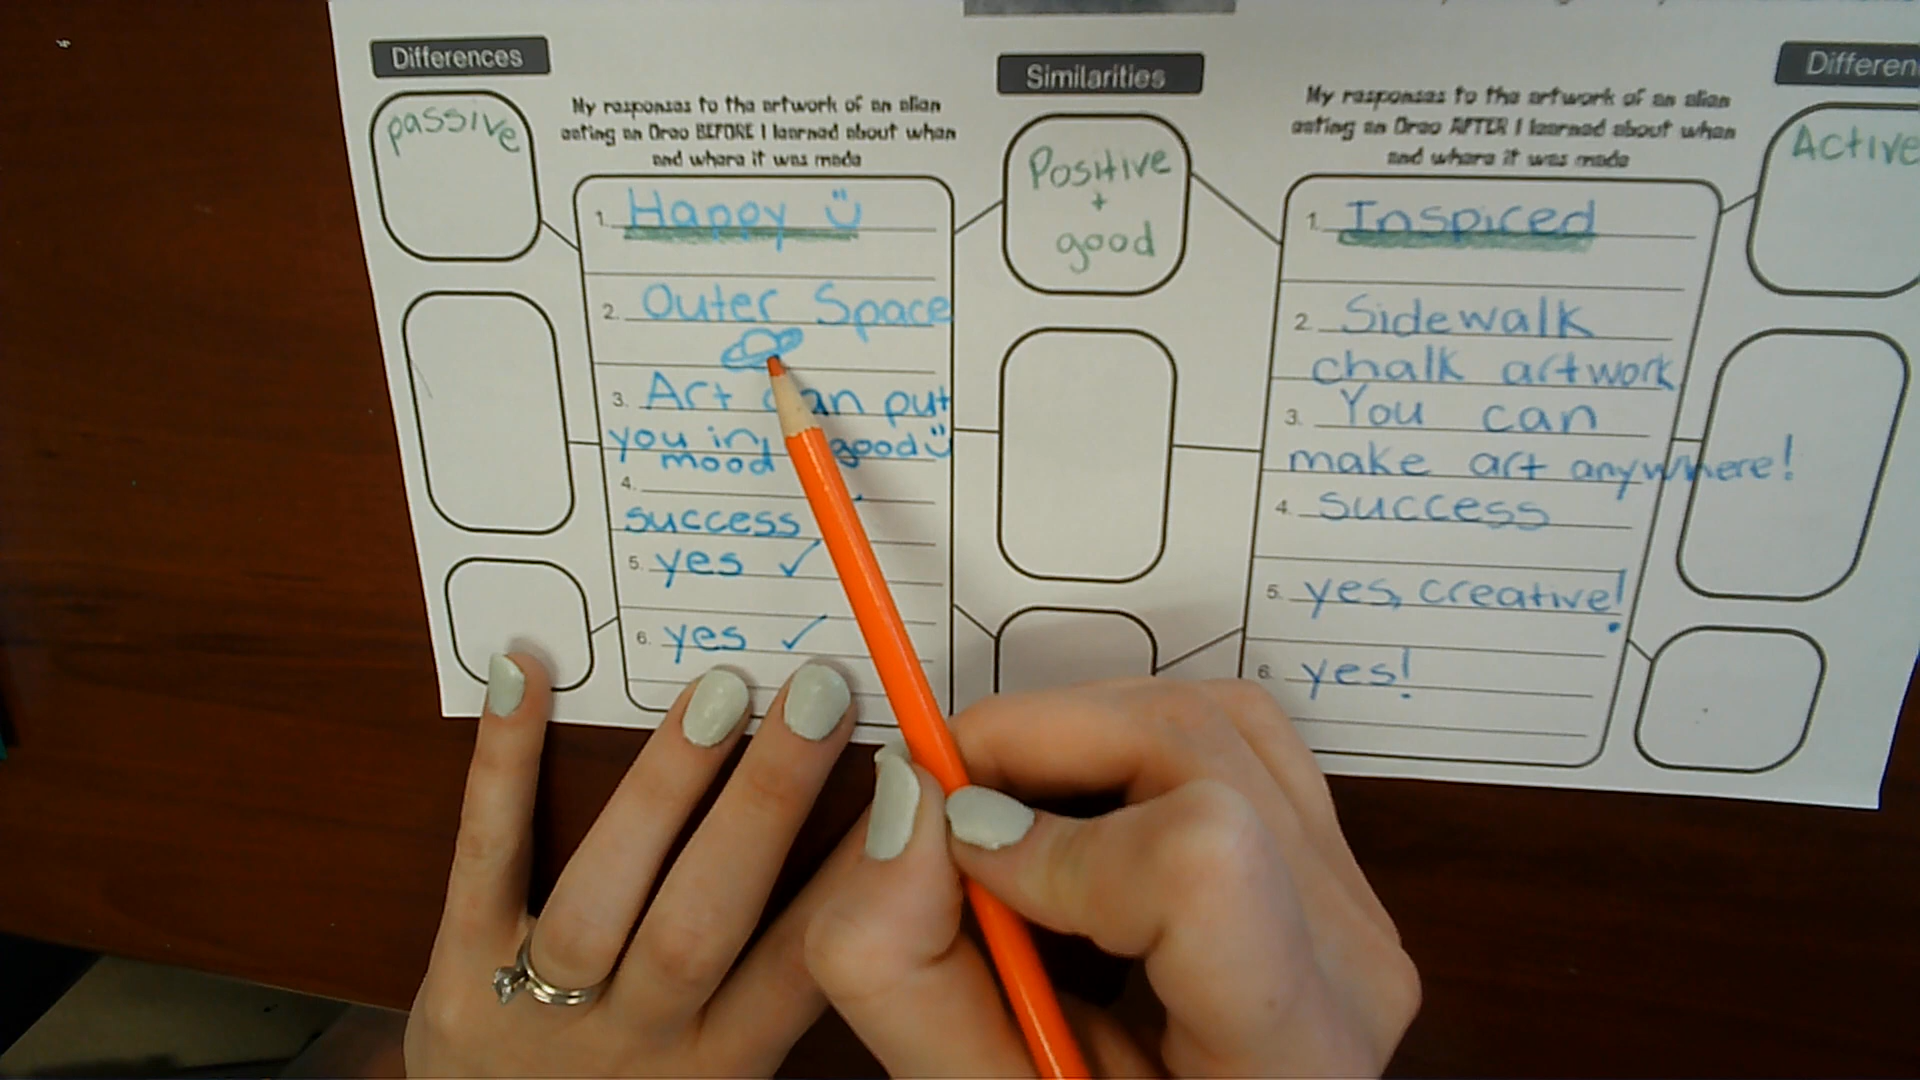 Differences
passive
My responses to the artwork of an alien
eating an Oreo BEFORE I learned about when
and where it was made
1. Happy
2. Outer Space
3. Art can put
you in good
mood
4.
success
5. yes ✓
6. yes ✓
Similarities
Positive
+
good
My responses to the artwork of an alien
eating an Oreo AFTER I learned about when
and where it was made
1. Inspired
2. Sidewalk
chalk artwork
3. You can
make art anywhere!
4. success
5. yes, creative!
6. yes!
Differen
Active